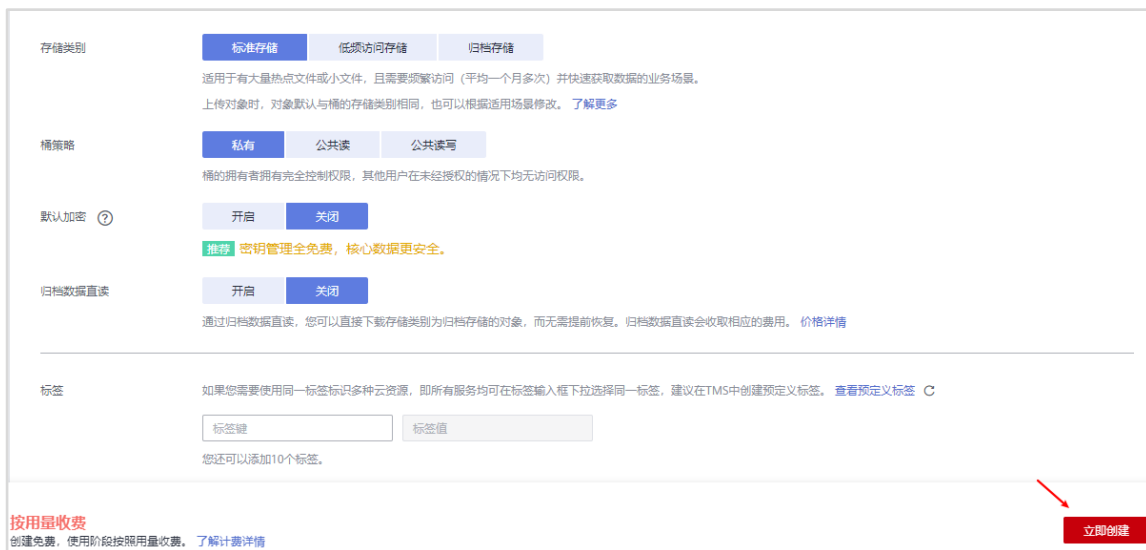 存储类别 标准存储 低频访问存储 归档存储
适用于有大量热点文件或小文件，且需要频繁访问（平均一个月多次）并快速获取数据的业务场景。
上传对象时，对象默认与桶的存储类别相同，也可以根据适用场景修改。 了解更多
桶策略 私有 公共读 公共读写
桶的拥有者拥有完全控制权限，其他用户在未经授权的情况下均无访问权限。
默认加密 ? 开启 关闭
推荐 密钥管理全免费，核心数据更安全。
归档数据直读 开启 关闭
通过归档数据直读，您可以直接下载存储类别为归档存储的对象，而无需提前恢复。归档数据直读会收取相应的费用。 价格详情
标签 如果您需要使用同一标签标识多种云资源，即所有服务均可在标签输入框下拉选择同一标签，建议在TMS中创建预定义标签。 查看预定义标签
标签键 标签值
您还可以添加10个标签。
按用量收费
创建免费，使用阶段按照用量收费。 了解计费详情
立即创建